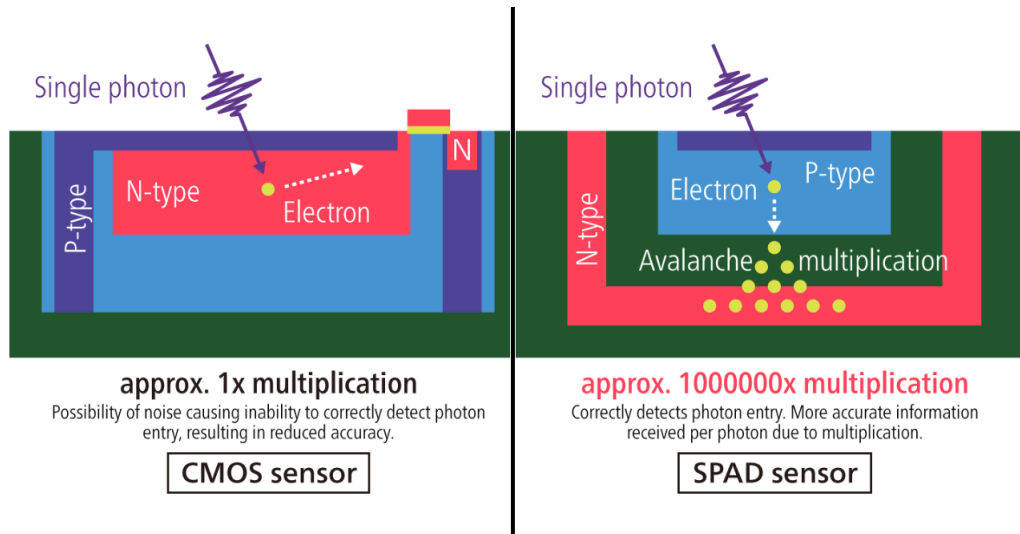 Single photon
N
N-type
Electron
P-type
approx. 1x multiplication
Possibility of noise causing inability to correctly detect photon
entry, resulting in reduced accuracy.
CMOS sensor
Single photon
P-type
Electron
N-type
Avalanche multiplication
approx. 1000000x multiplication
Correctly detects photon entry. More accurate information
received per photon due to multiplication.
SPAD sensor